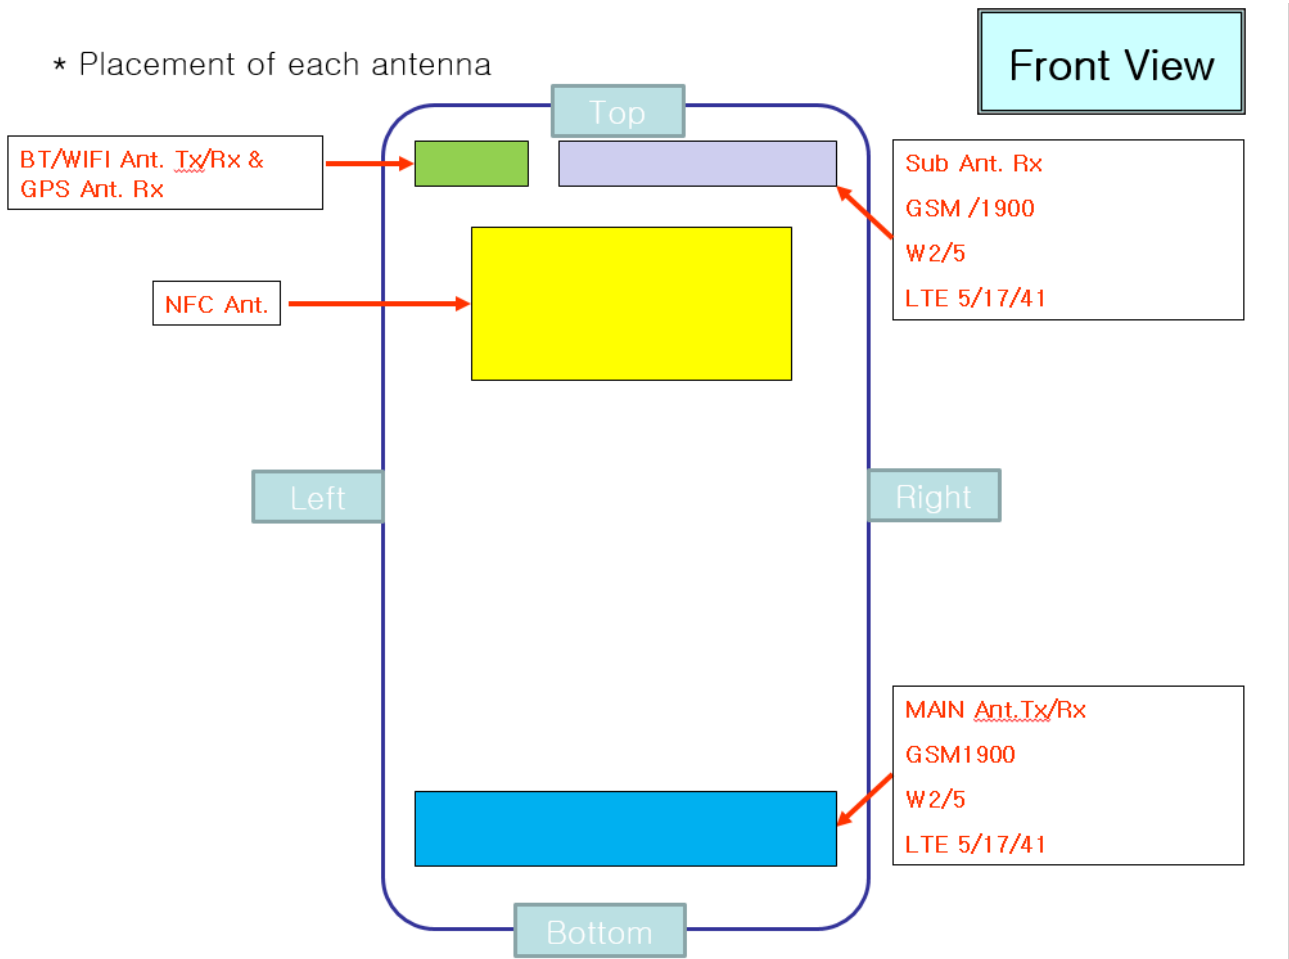 * Placement of each antenna
Front View
Top
BT/WIFI Ant. Tx/Rx &
GPS Ant. Rx
Sub Ant. Rx
GSM /1900
W2/5
LTE 5/17/41
NFC Ant.
Left
Right
MAIN Ant.Tx/Rx
GSM1900
W2/5
LTE 5/17/41
Bottom